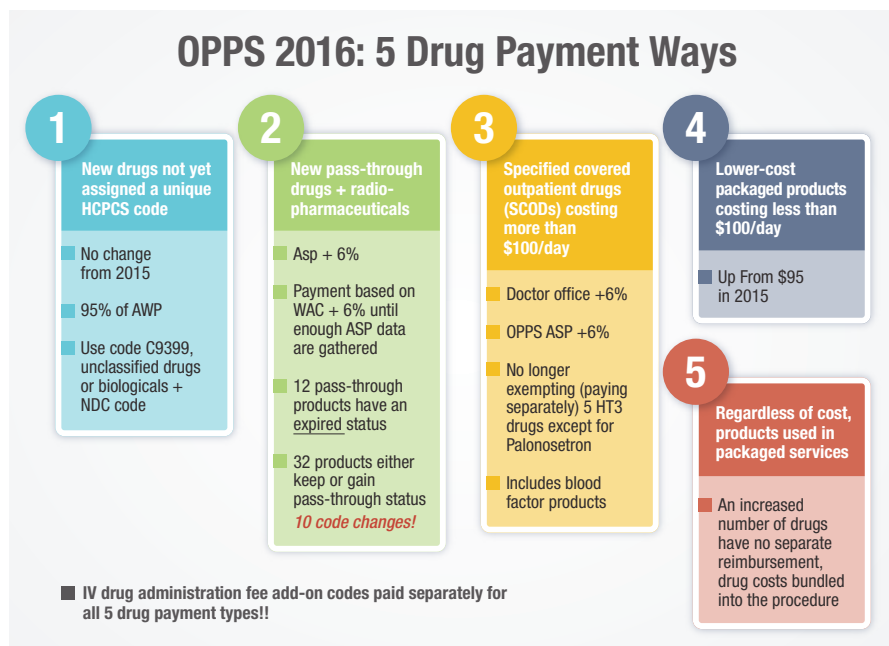 OPPS 2016: 5 Drug Payment Ways
1
New drugs not yet
assigned a unique
HCPCS code
No change
from 2015
95% of AWP
Use code C9399,
unclassified drugs
or biologicals +
NDC code
2
New pass-through
drugs + radio-
pharmaceuticals
Asp + 6%
Payment based on
WAC + 6% until
enough ASP data
are gathered
12 pass-through
products have an
expired status
32 products either
keep or gain
pass-through status
10 code changes!
3
Specified covered
outpatient drugs
(SCODs) costing
more than
$100/day
Doctor office +6%
OPPS ASP +6%
No longer
exempting (paying
separately) 5 HT3
drugs except for
Palonosetron
Includes blood
factor products
4
Lower-cost
packaged products
costing less than
$100/day
Up From $95
in 2015
5
Regardless of cost,
products used in
packaged services
An increased
number of drugs
have no separate
reimbursement,
drug costs bundled
into the procedure
IV drug administration fee add-on codes paid separately for
all 5 drug payment types!!